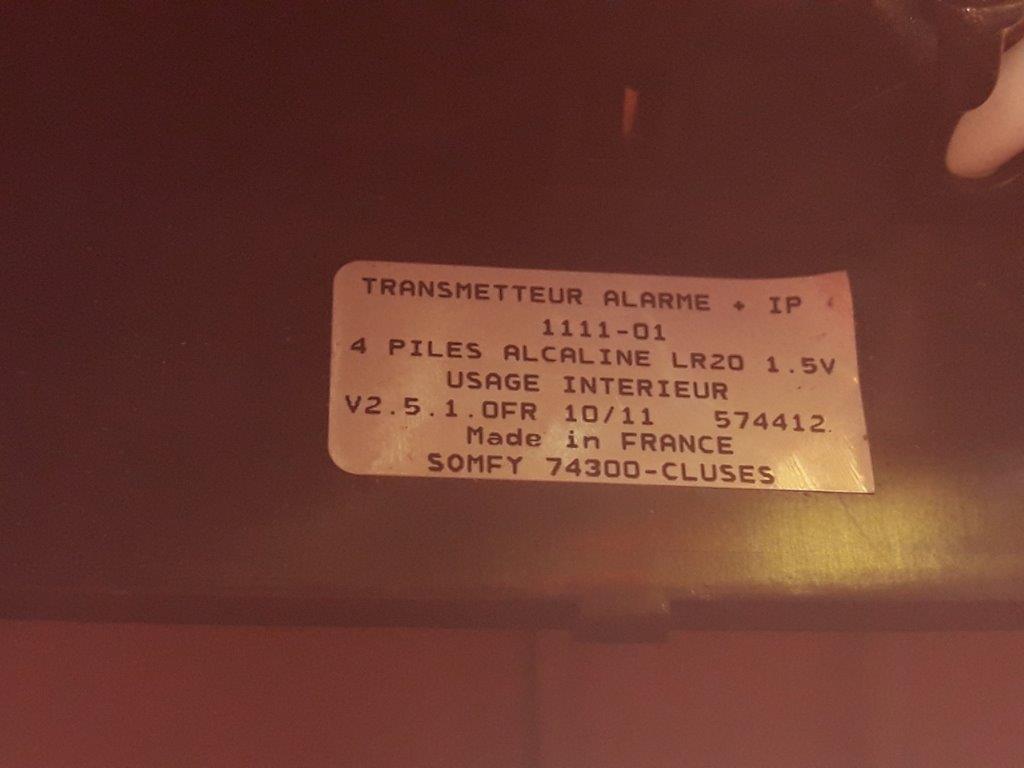 TRANSMETTEUR ALARME + IP
1111-01
4 PILES ALCALINE LR20 1.5V
USAGE INTERIEUR
V2.5.1.0FR 10/11 574412
Made in FRANCE
SOMFY 74300-CLUSES